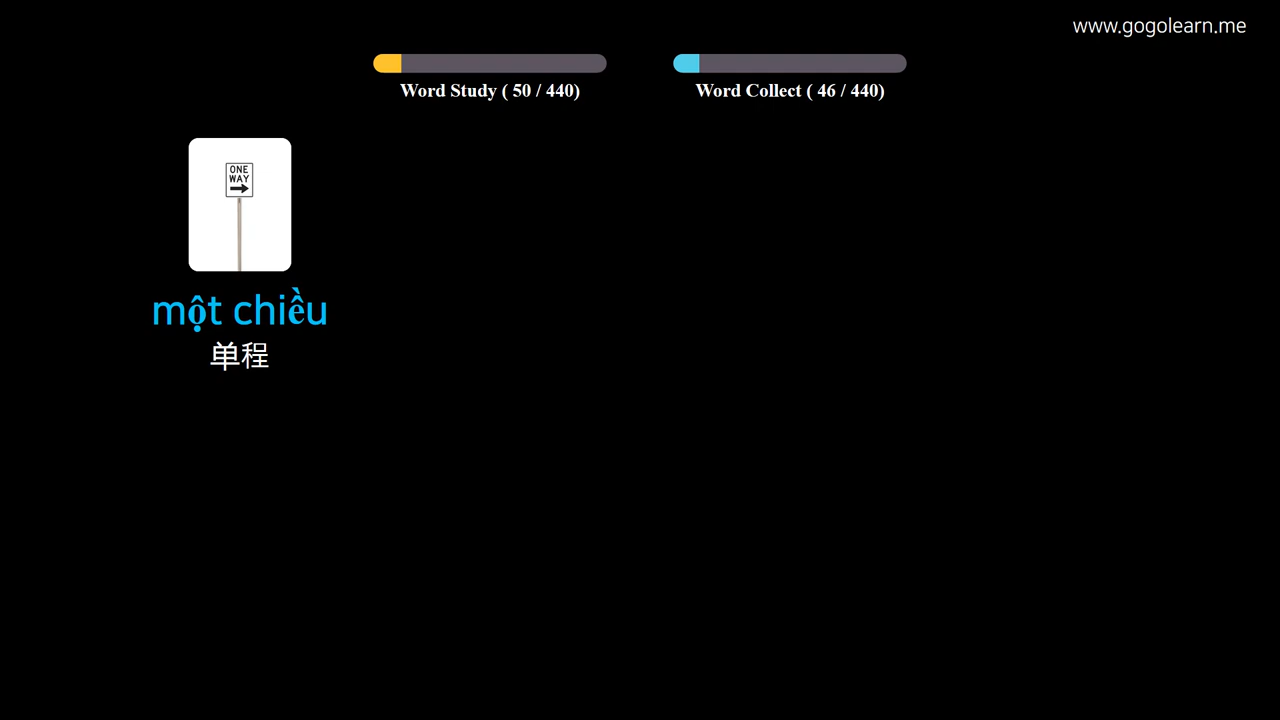 www.gogolearn.me
Word Study ( 50 / 440)
Word Collect ( 46 / 440)
ONE
WAY
một chiều
单程